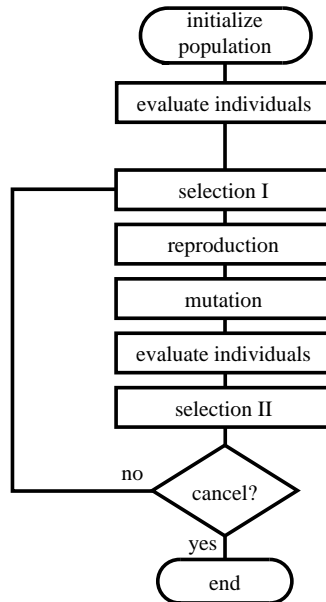 initialize
population
evaluate individuals
selection I
reproduction
mutation
evaluate individuals
selection II
no
cancel?
yes
end